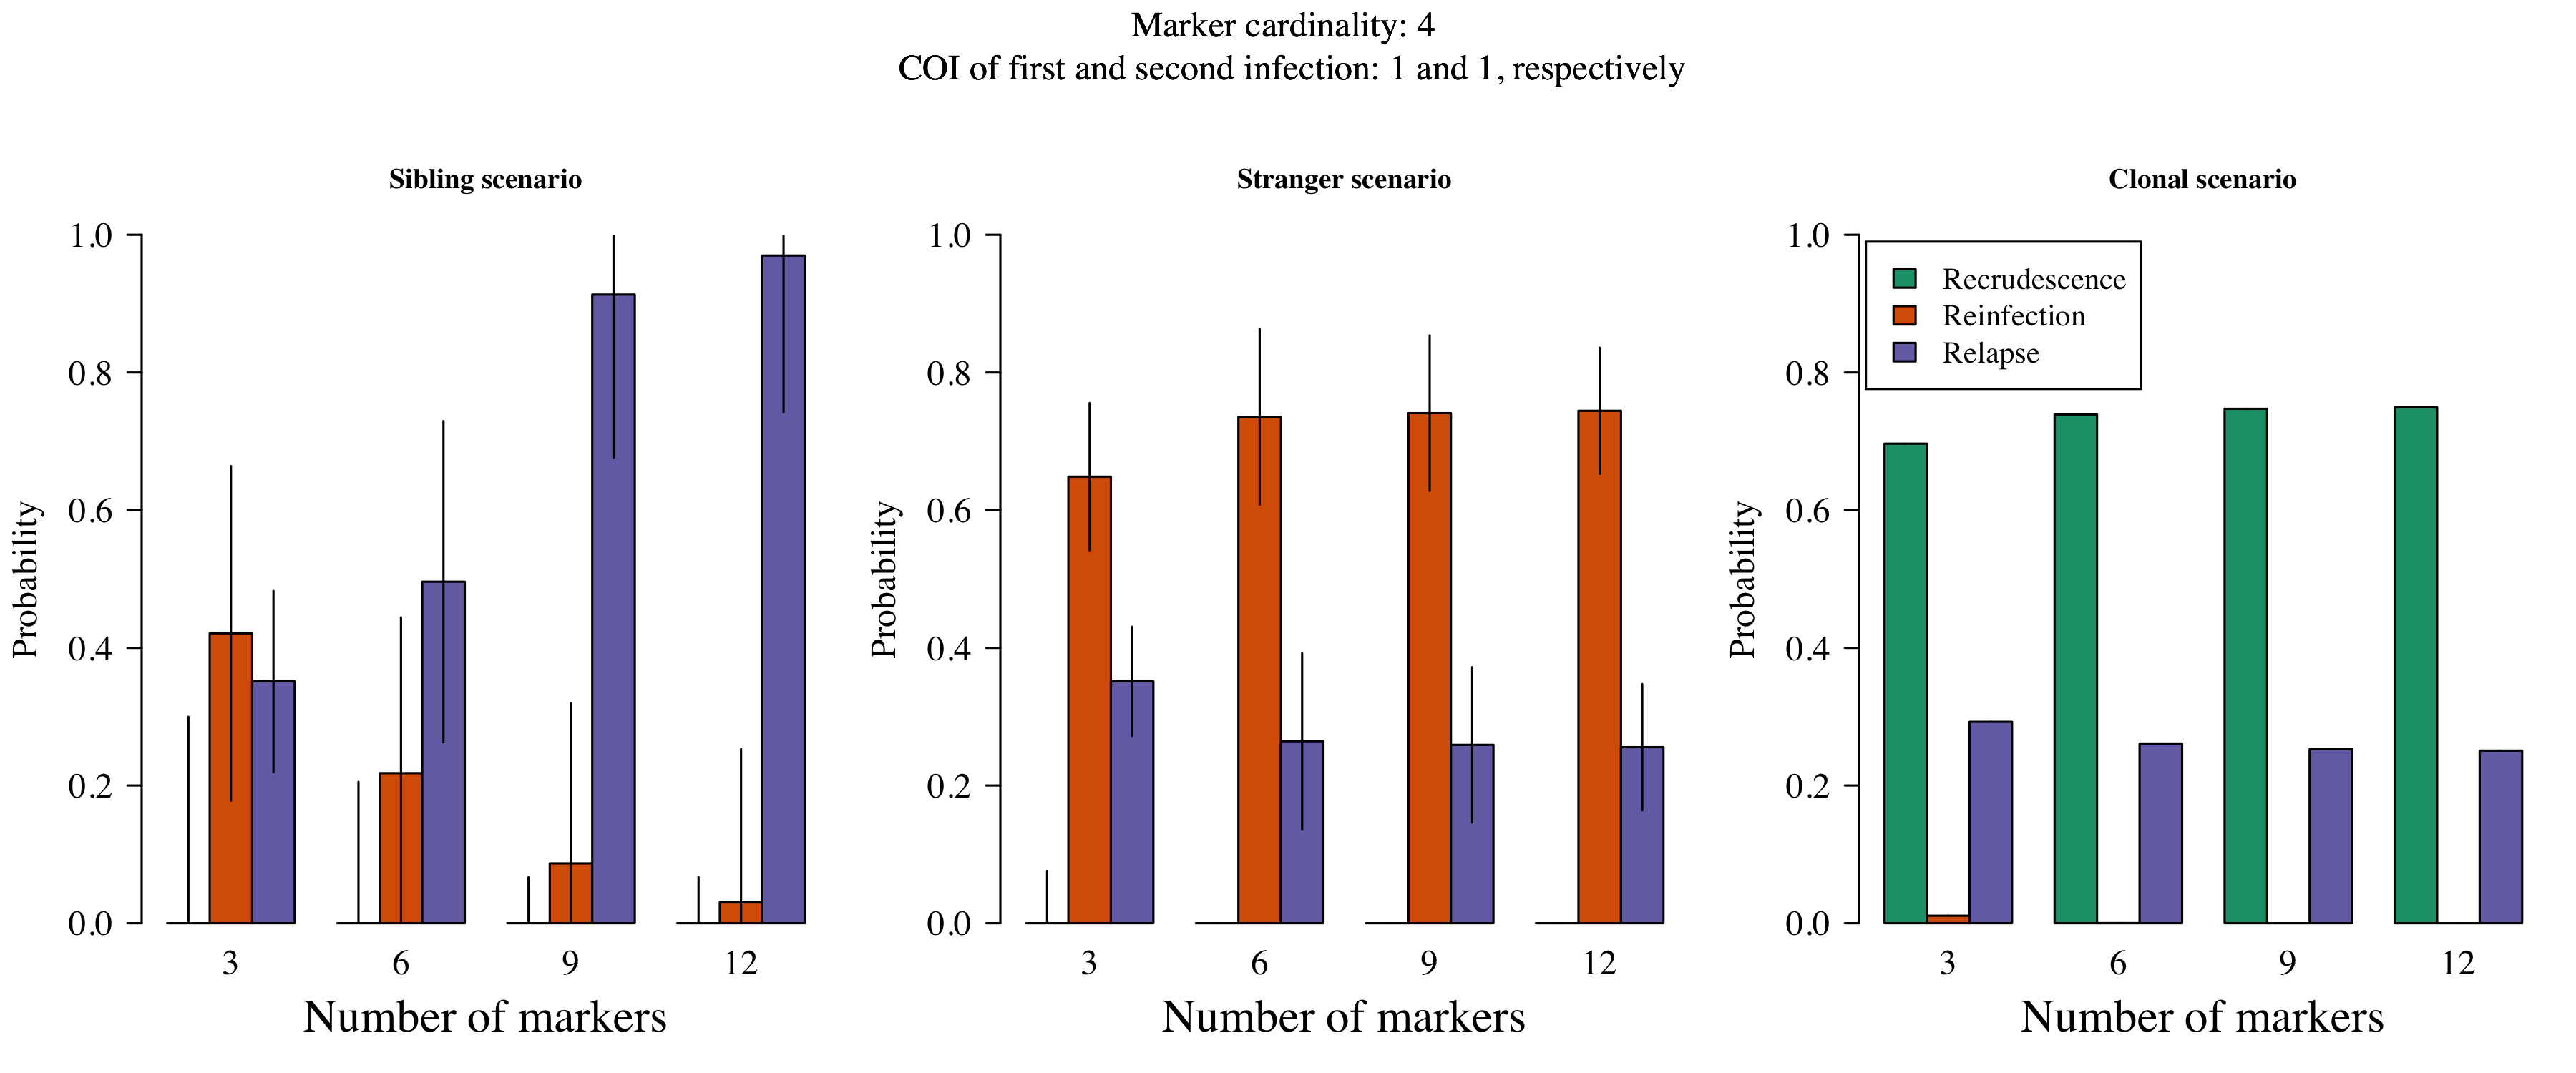 Marker cardinality: 4
COI of first and second infection: 1 and 1, respectively
Sibling scenario
1.0
0.8
0.6
0.4
0.2
0.0
Probability
3 6 9 12
Number of markers
Stranger scenario
1.0
0.8
0.6
0.4
0.2
0.0
Probability
3 6 9 12
Number of markers
Clonal scenario
1.0
0.8
0.6
0.4
0.2
0.0
Probability
Recrudescence
Reinfection
Relapse
3 6 9 12
Number of markers